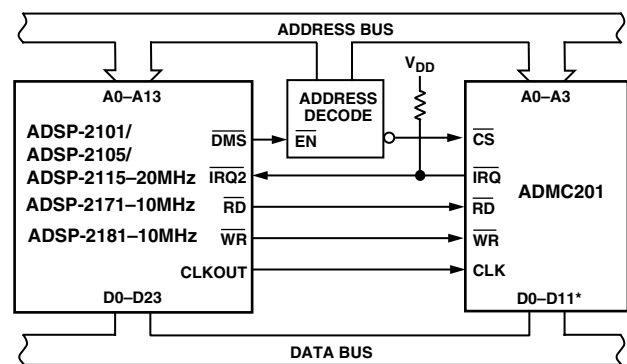 ADDRESS BUS
V_DD
A0–A13
ADDRESS
DECODE
A0–A3
ADSP-2101/
ADSP-2105/
ADSP-2115–20MHz
ADSP-2171–10MHz
ADSP-2181–10MHz
DMS
EN
CS
IRQ2
IRQ
RD
RD
ADMC201
WR
WR
CLKOUT
CLK
D0–D23
D0–D11*
DATA BUS